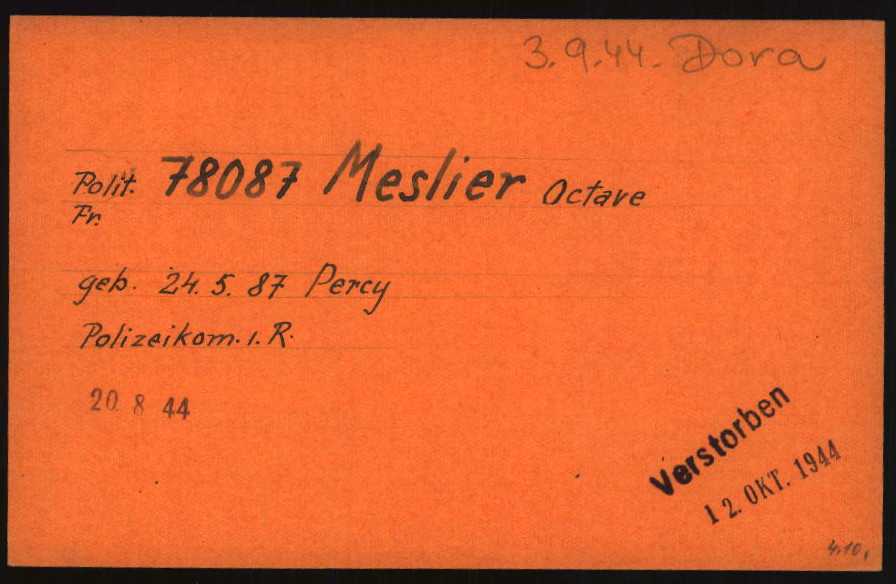 3.9.44. Dora
Polit. 78087 Meslier Octave
Fr.
geb. 24. 5. 87 Percy
Polizeikom. i. R.
20. 8 44
Verstorben
12. OKT. 1944
4.10.